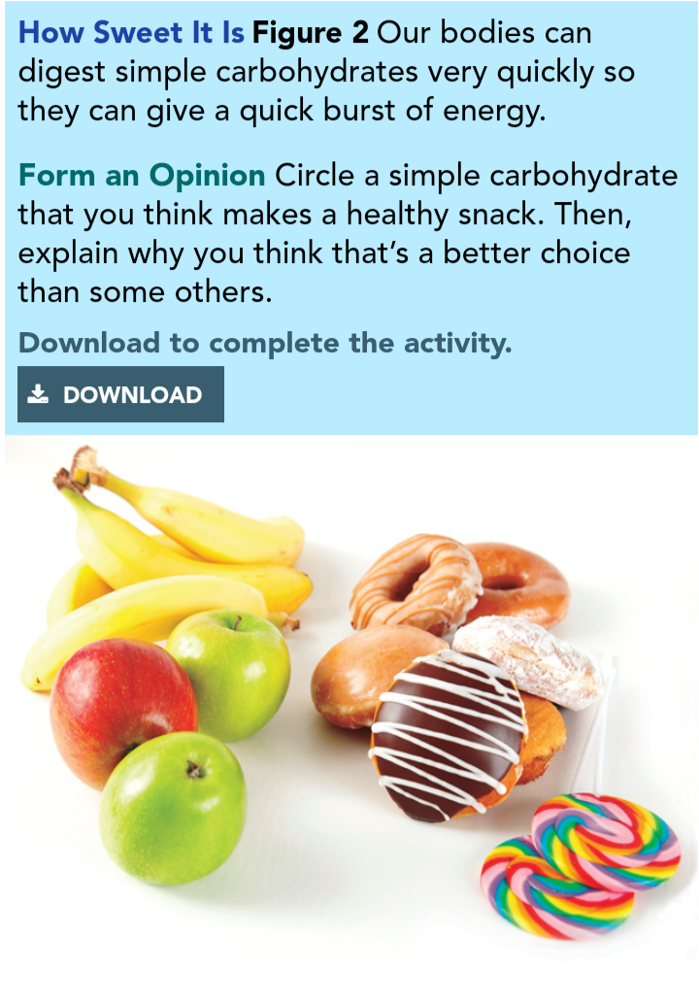 How Sweet It Is Figure 2 Our bodies can
digest simple carbohydrates very quickly so
they can give a quick burst of energy.
Form an Opinion Circle a simple carbohydrate
that you think makes a healthy snack. Then,
explain why you think that's a better choice
than some others.
Download to complete the activity.
DOWNLOAD